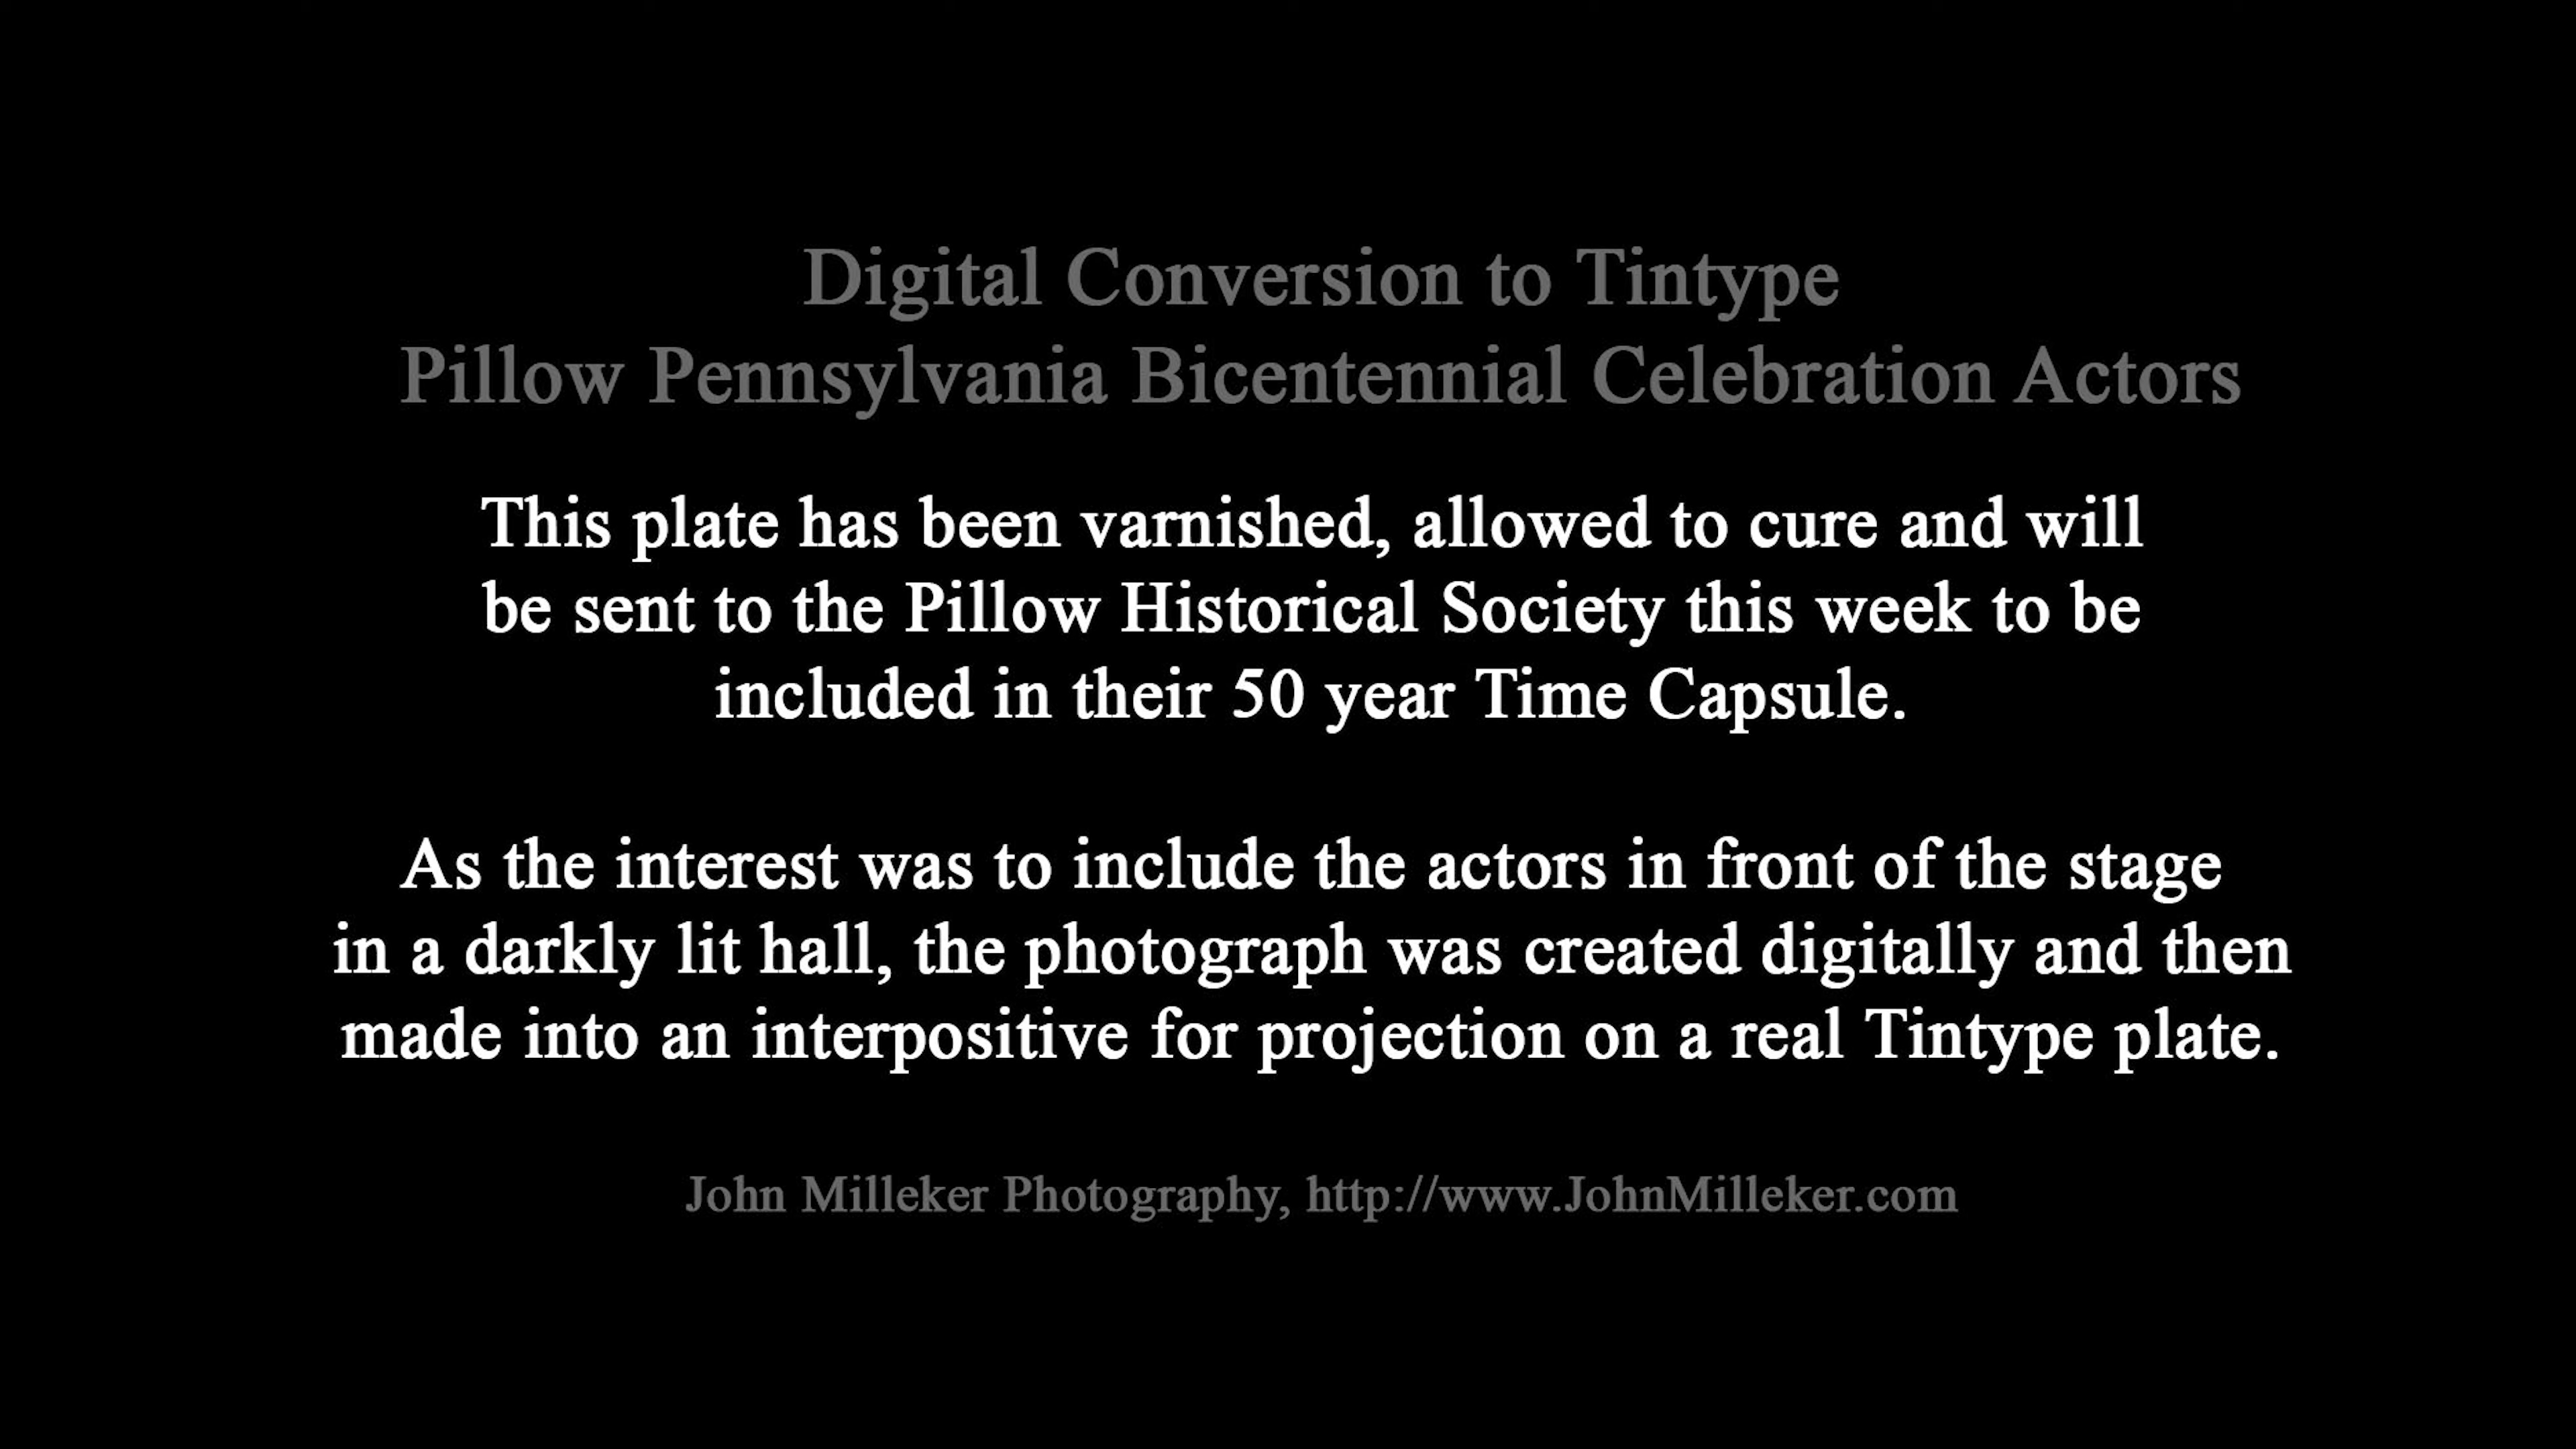 Digital Conversion to Tintype
Pillow Pennsylvania Bicentennial Celebration Actors
This plate has been varnished, allowed to cure and will
be sent to the Pillow Historical Society this week to be
included in their 50 year Time Capsule.
As the interest was to include the actors in front of the stage
in a darkly lit hall, the photograph was created digitally and then
made into an interpositive for projection on a real Tintype plate.
John Milleker Photography, http://www.JohnMilleker.com